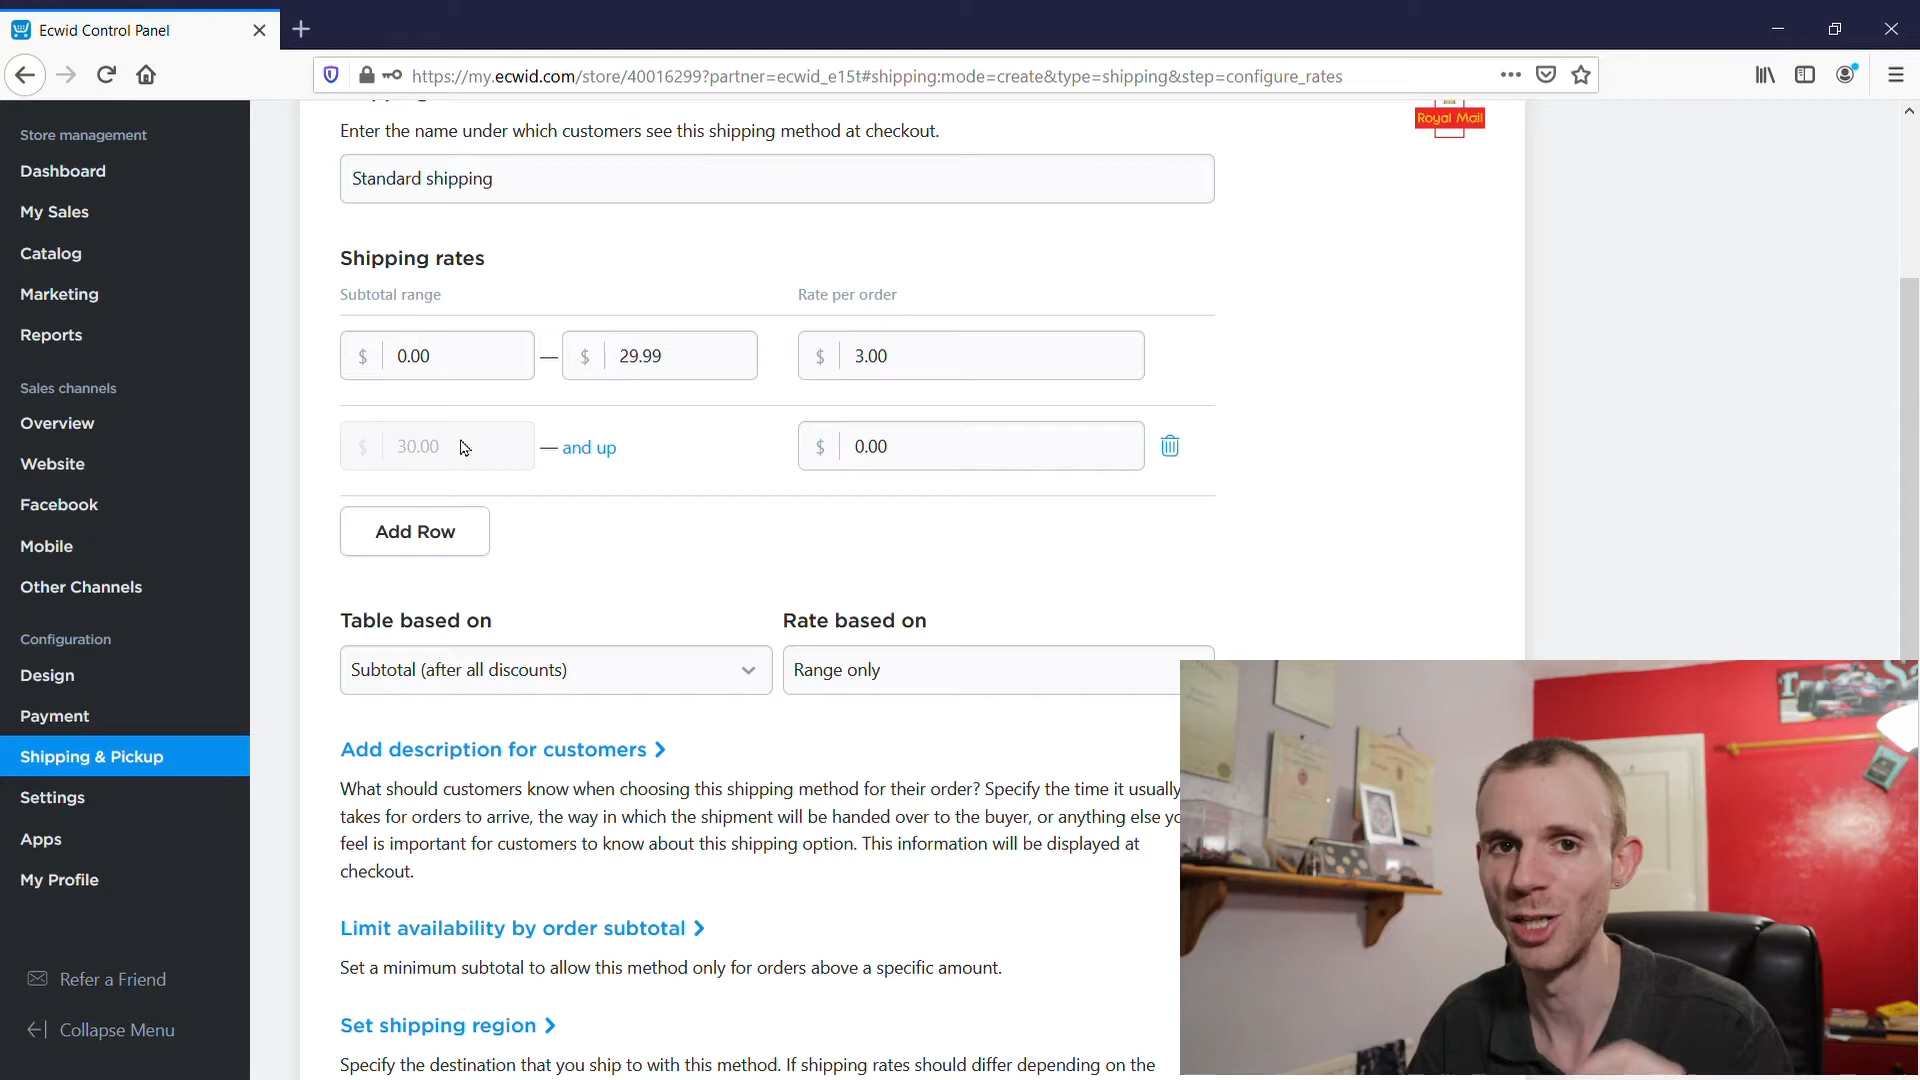 Ecwid Control Panel
https://my.ecwid.com/store/40016299?partner=ecwid_e15t#shipping:mode=create&type=shipping&step=configure_rates
Store management
Dashboard
My Sales
Catalog
Marketing
Reports
Sales channels
Overview
Website
Facebook
Mobile
Other Channels
Configuration
Design
Payment
Shipping & Pickup
Settings
Apps
My Profile
Refer a Friend
Collapse Menu
Royal Mail
Enter the name under which customers see this shipping method at checkout.
Standard shipping
Shipping rates
Subtotal range Rate per order
$ 0.00 — $ 29.99 $ 3.00
$ 30.00 — and up $ 0.00
Add Row
Table based on Rate based on
Subtotal (after all discounts) Range only
Add description for customers
What should customers know when choosing this shipping method for their order? Specify the time it usually
takes for orders to arrive, the way in which the shipment will be handed over to the buyer, or anything else
feel is important for customers to know about this shipping option. This information will be displayed at
checkout.
Limit availability by order subtotal
Set a minimum subtotal to allow this method only for orders above a specific amount.
Set shipping region
Specify the destination that you ship to with this method. If shipping rates should differ depending on the